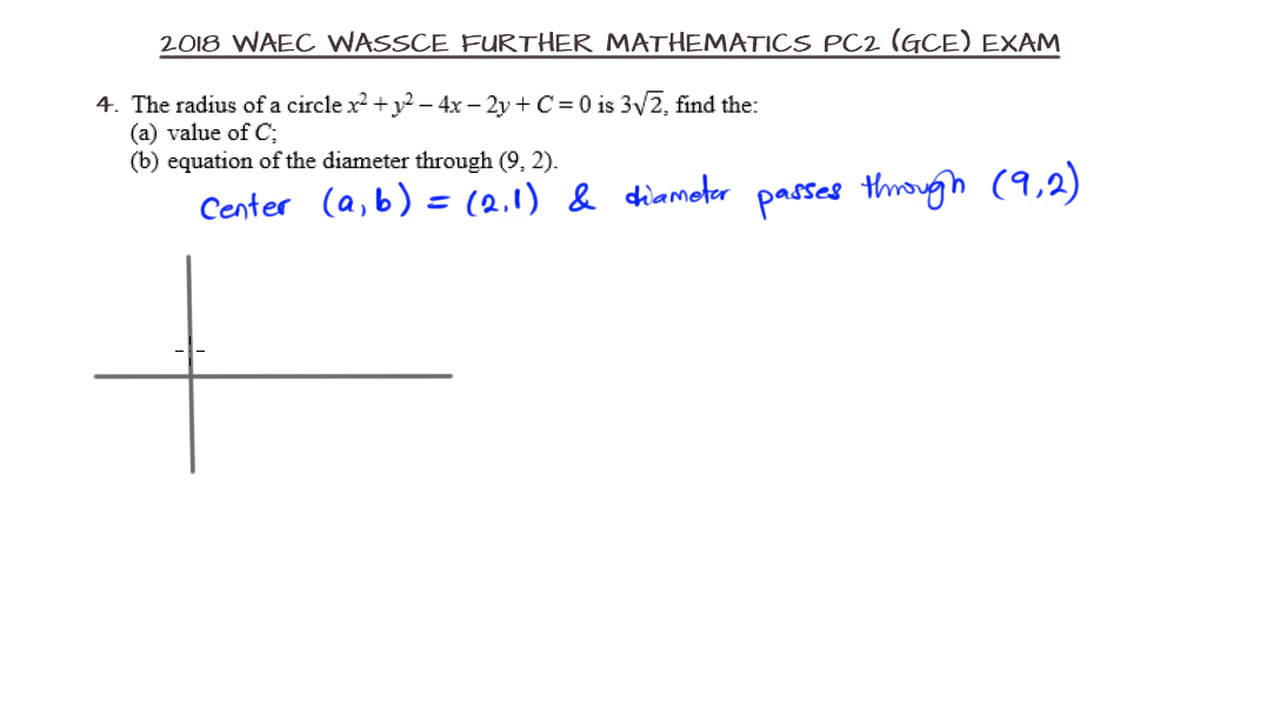 2018 WAEC WASSCE FURTHER MATHEMATICS PC2 (GCE) EXAM
4. The radius of a circle x² + y² – 4x – 2y + C = 0 is 3√2, find the:
(a) value of C;
(b) equation of the diameter through (9, 2).
Center (a, b) = (2,1) & diameter passes through (9,2)